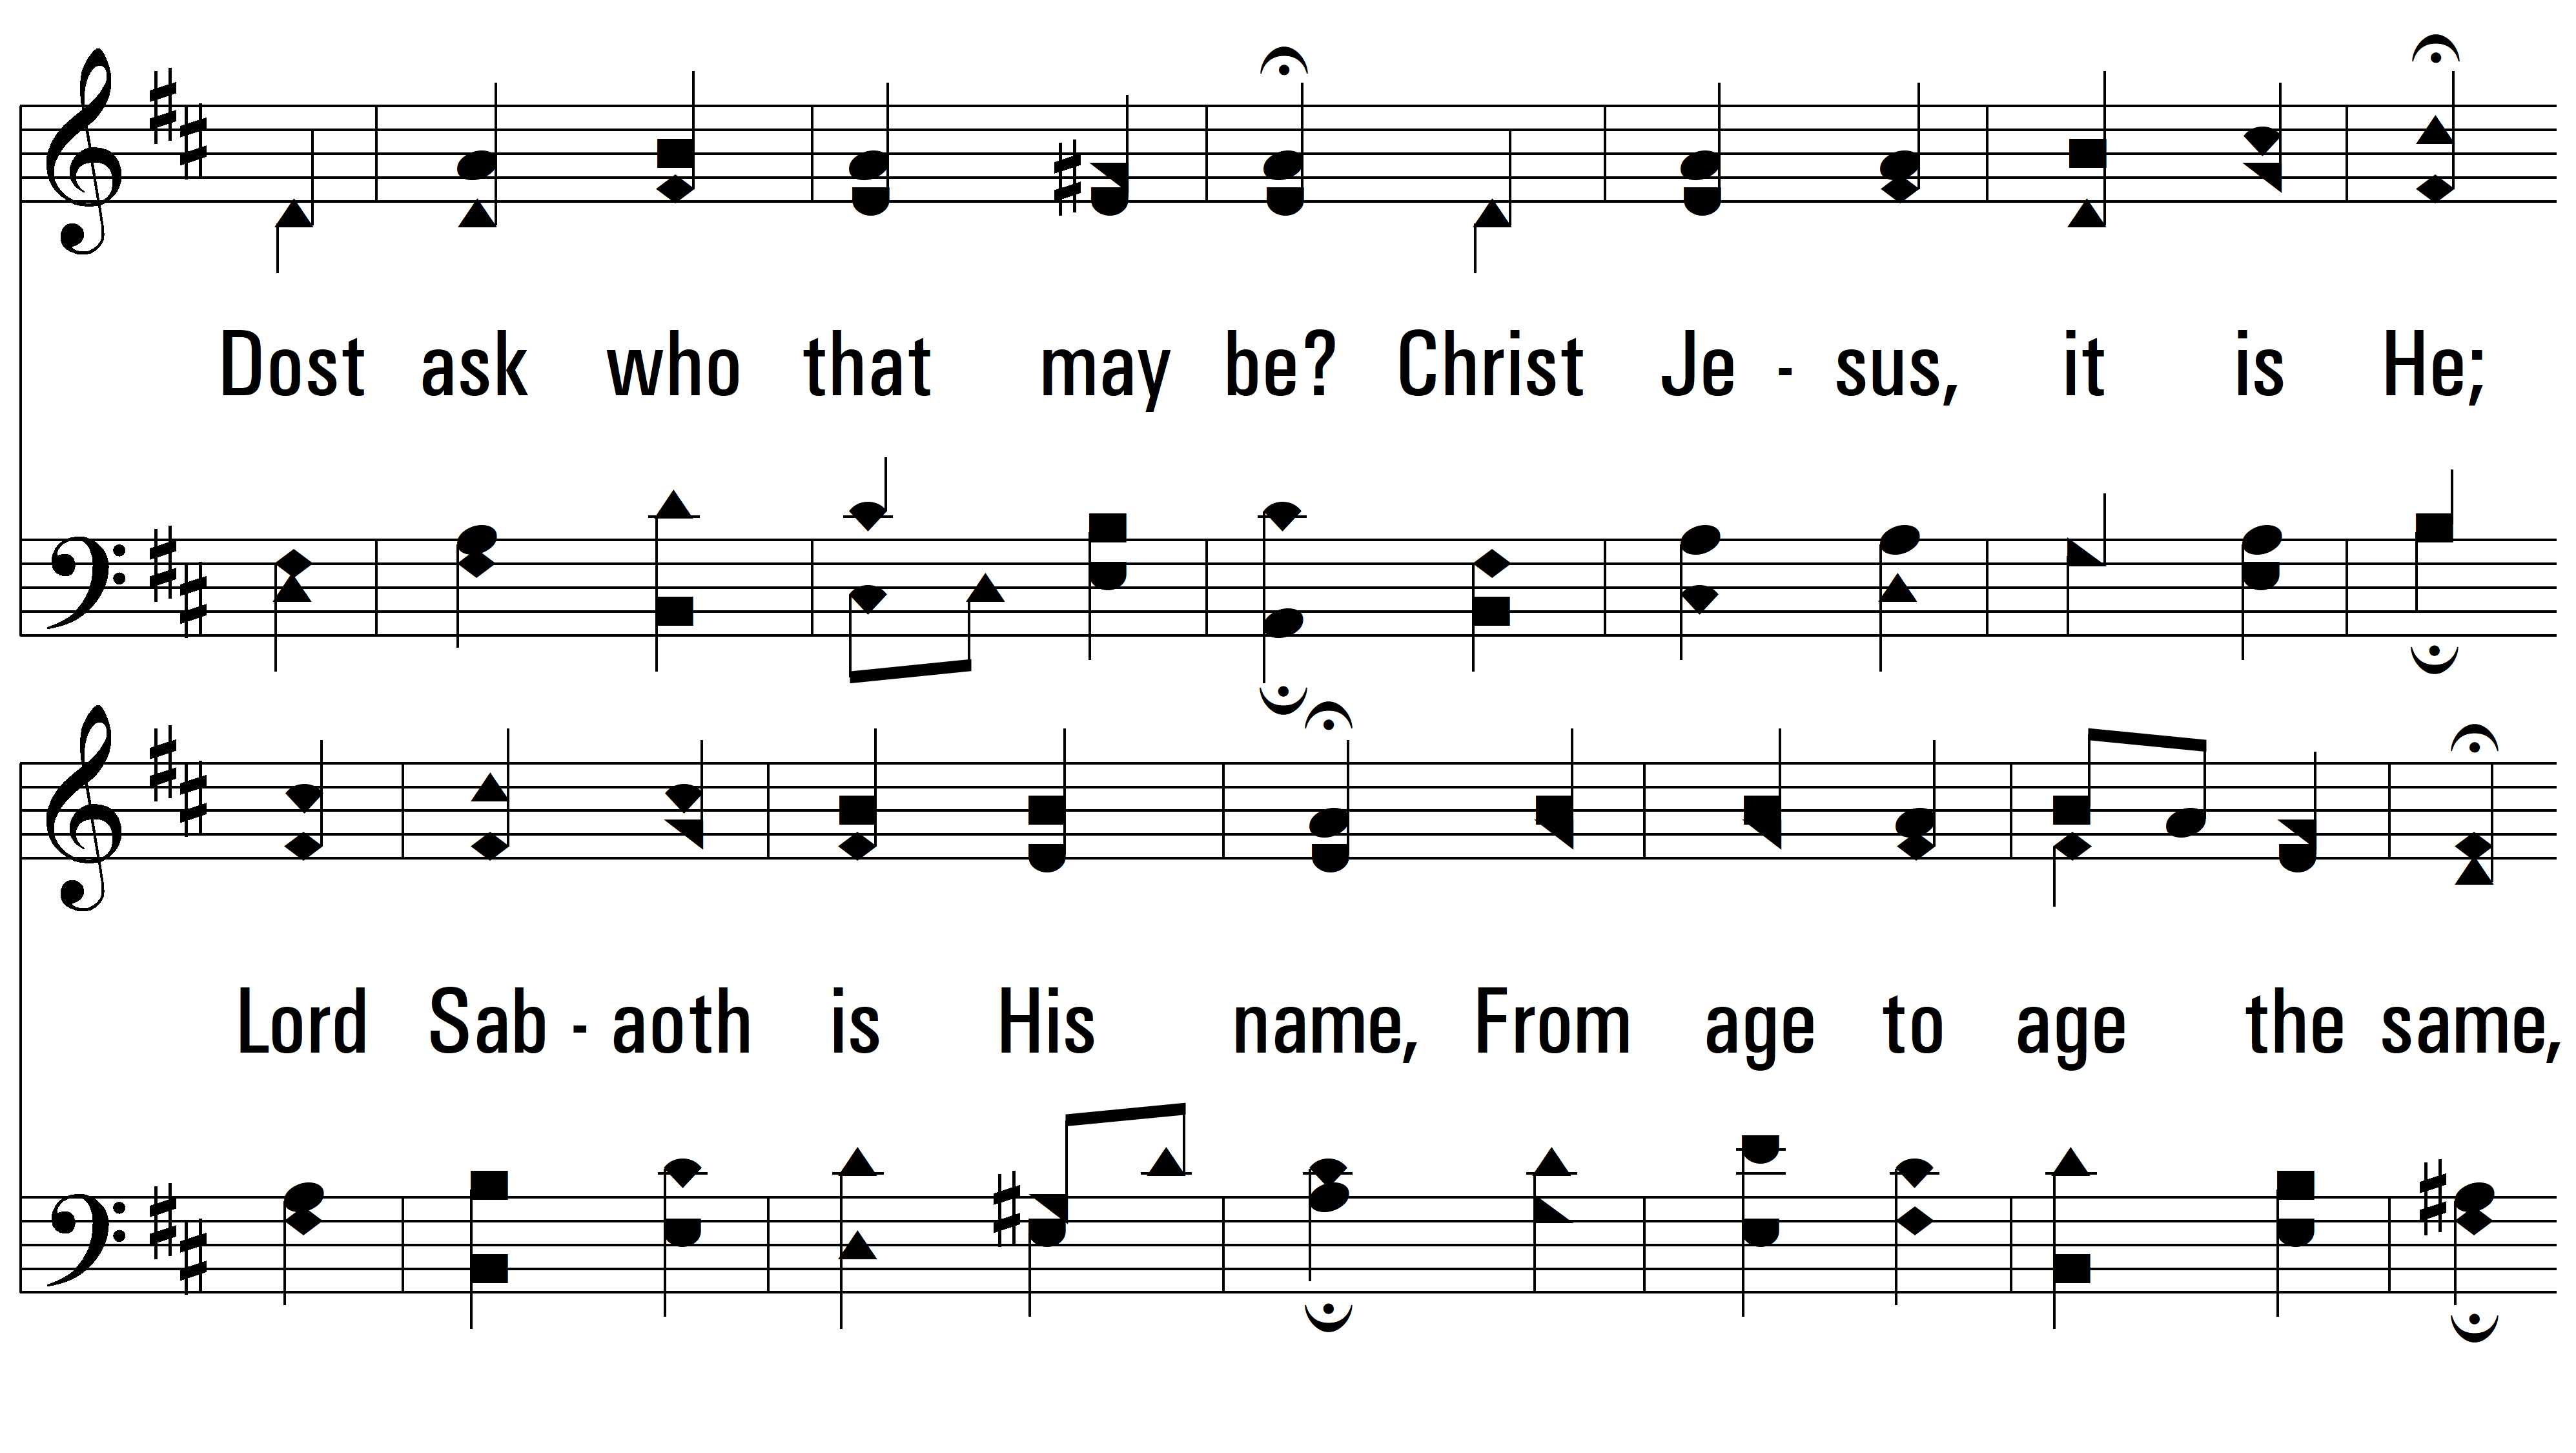 Dost ask who that may be? Christ Je - sus, it is He;
Lord Sab - aoth is His name, From age to age the same,